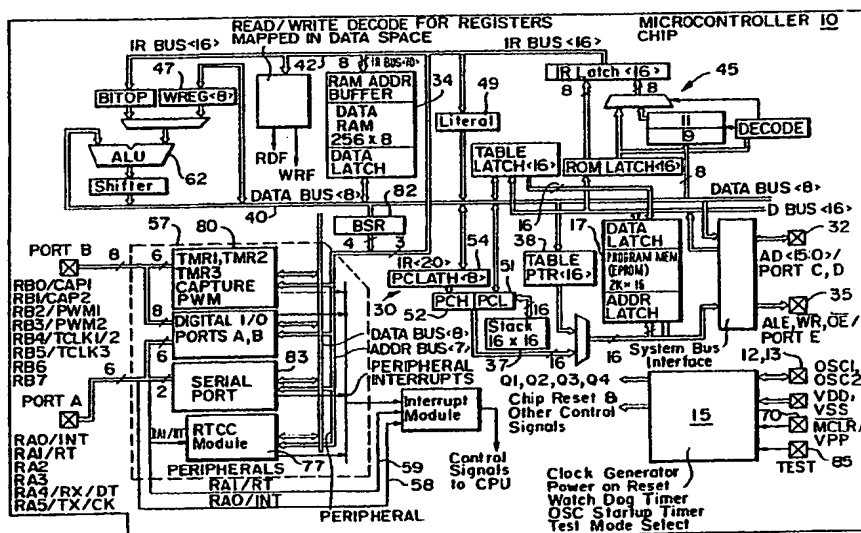 READ/WRITE DECODE FOR REGISTERS
MAPPED IN DATA SPACE
MICROCONTROLLER 10
CHIP
IR BUS<16>
47
42
8
IR BUS<16>
IR BUS<16>
BITOP
WREG<8>
RAM ADDR
BUFFER
DATA
RAM
256 x 8
DATA
LATCH
34
49
Literal
IR Latch <16>
45
8
8
11
9
DECODE
RDF
WRF
ALU
62
Shifter
TABLE
LATCH<16>
ROM LATCH<16>
8
DATA BUS<8>
40
82
BSR
4
3
16
DATA BUS<8>
D BUS <16>
57
80
PORT B
8
6
TMR1, TMR2
TMR3
CAPTURE
PWM
RB0/CAP1
RB1/CAP2
RB2/PWM1
RB3/PWM2
RB4/TCLK1/2
RB5/TCLK3
RB6
RB7
8
DIGITAL I/O
PORTS A, B
6
83
SERIAL
PORT
2
6
PORT A
RA0/INT
RA1/RT
RA2
RA3
RA4/RX/DT
RA5/TX/CK
RA1/RT
RTCC
Module
77
PERIPHERALS
RA1/RT
RA0/INT
59
58
PERIPHERAL
DATA BUS<8>
ADDR BUS<7>
PERIPHERAL
INTERRUPTS
IR<20>
54
PCLATH<8>
30
51
PCH
PCL
52
16
Stack
16 x 16
37
16
38
TABLE
PTR<16>
17
DATA
LATCH
PROGRAM MEM
(EPROM)
2K x 16
ADDR
LATCH
16
System Bus
Interface
32
AD <15:0>/
PORT C, D
35
ALE, WR, OE/
PORT E
Interrupt
Module
Control
Signals
to CPU
Q1, Q2, Q3, Q4
Chip Reset &
Other Control
Signals
8
15
12, 13
OSC1
OSC2
VDD,
VSS
70
MCLR/
VPP
TEST
85
Clock Generator
Power on Reset
Watch Dog Timer
OSC Startup Timer
Test Mode Select